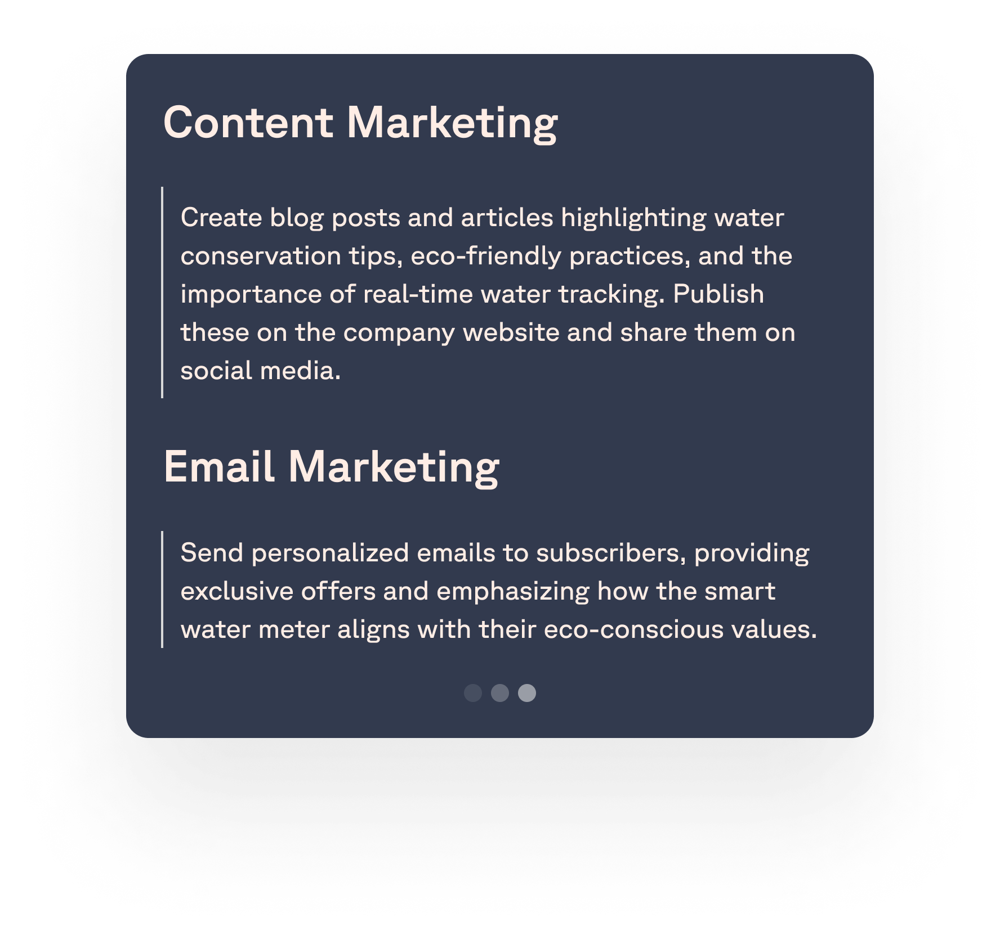 Content Marketing
Create blog posts and articles highlighting water
conservation tips, eco-friendly practices, and the
importance of real-time water tracking. Publish
these on the company website and share them on
social media.
Email Marketing
Send personalized emails to subscribers, providing
exclusive offers and emphasizing how the smart
water meter aligns with their eco-conscious values.